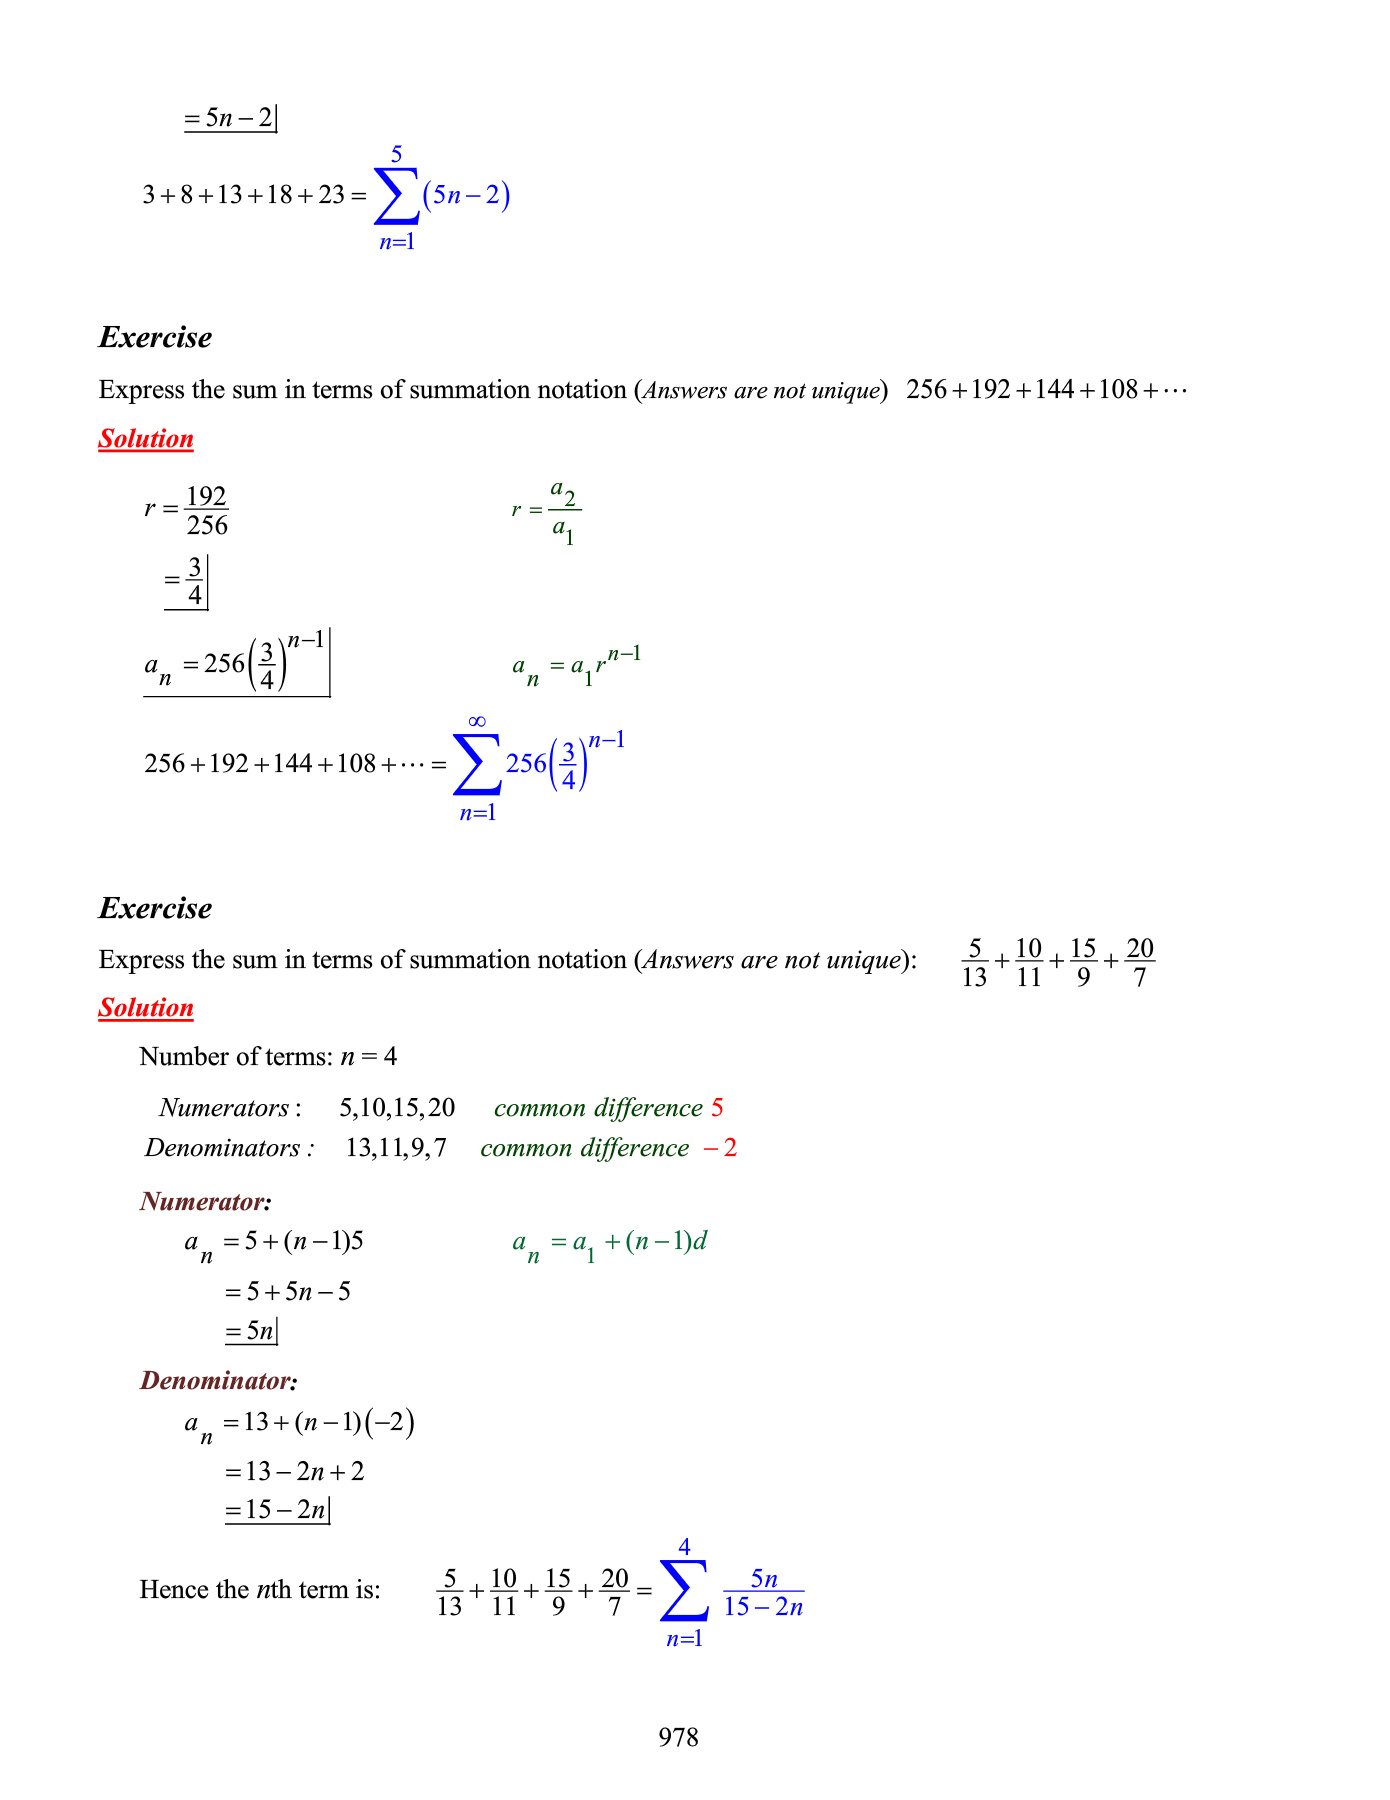 = 5n − 2|
3 + 8 + 13 + 18 + 23 = \sum_{n=1}^{5} (5n − 2)
Exercise
Express the sum in terms of summation notation (Answers are not unique) 256 + 192 + 144 + 108 + ⋯
Solution
r = \frac{192}{256} r = \frac{a_2}{a_1}
= \frac{3}{4}|
a_n = 256\left(\frac{3}{4}\right)^{n−1}| a_n = a_1 r^{n−1}
256 + 192 + 144 + 108 + ⋯ = \sum_{n=1}^{∞} 256\left(\frac{3}{4}\right)^{n−1}
Exercise
Express the sum in terms of summation notation (Answers are not unique): \frac{5}{13} + \frac{10}{11} + \frac{15}{9} + \frac{20}{7}
Solution
Number of terms: n = 4
Numerators : 5,10,15,20 common difference 5
Denominators : 13,11,9,7 common difference − 2
Numerator:
a_n = 5 + (n − 1)5 a_n = a_1 + (n − 1)d
= 5 + 5n − 5
= 5n|
Denominator:
a_n = 13 + (n − 1)(−2)
= 13 − 2n + 2
= 15 − 2n|
Hence the nth term is: \frac{5}{13} + \frac{10}{11} + \frac{15}{9} + \frac{20}{7} = \sum_{n=1}^{4} \frac{5n}{15 − 2n}
978